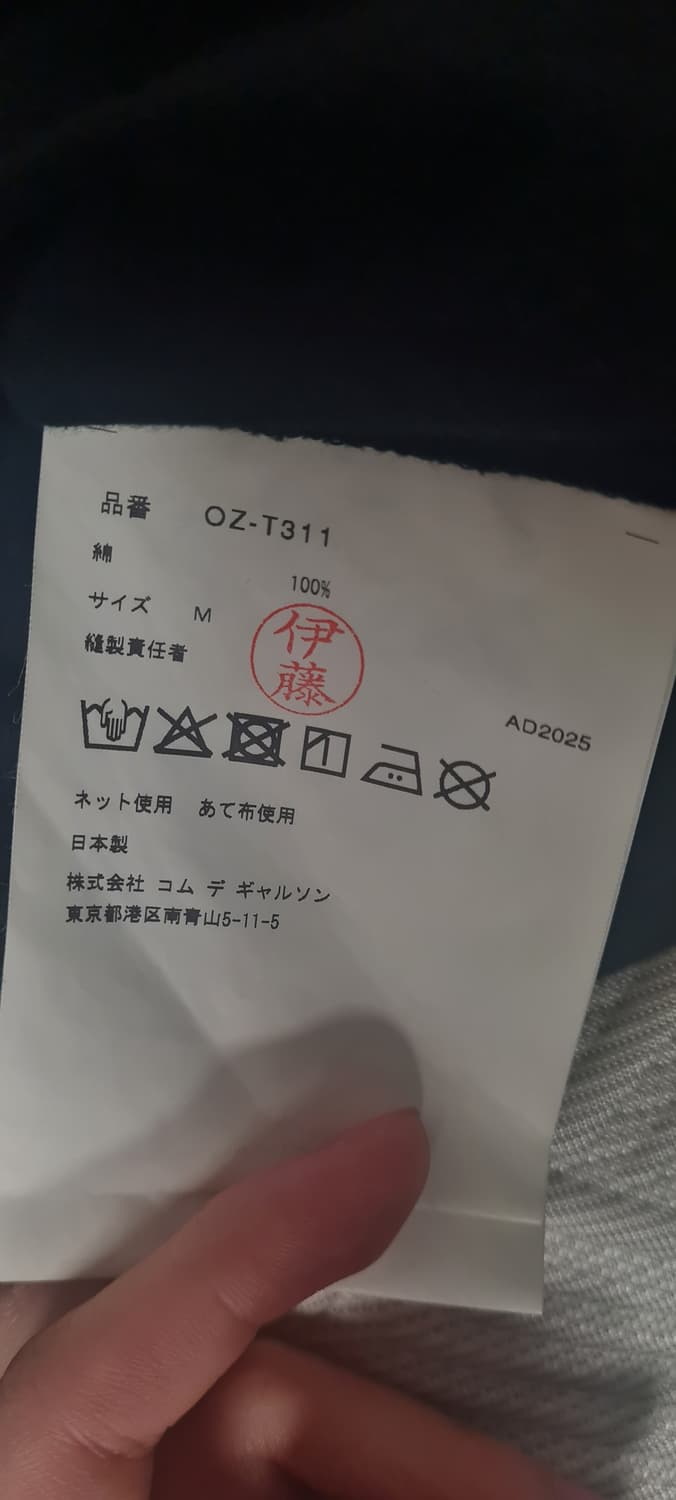 品番 OZ-T311
綿 100%
サイズ M
縫製責任者 伊藤
AD2025
ネット使用 あて布使用
日本製
株式会社 コム デ ギャルソン
東京都港区南青山5-11-5